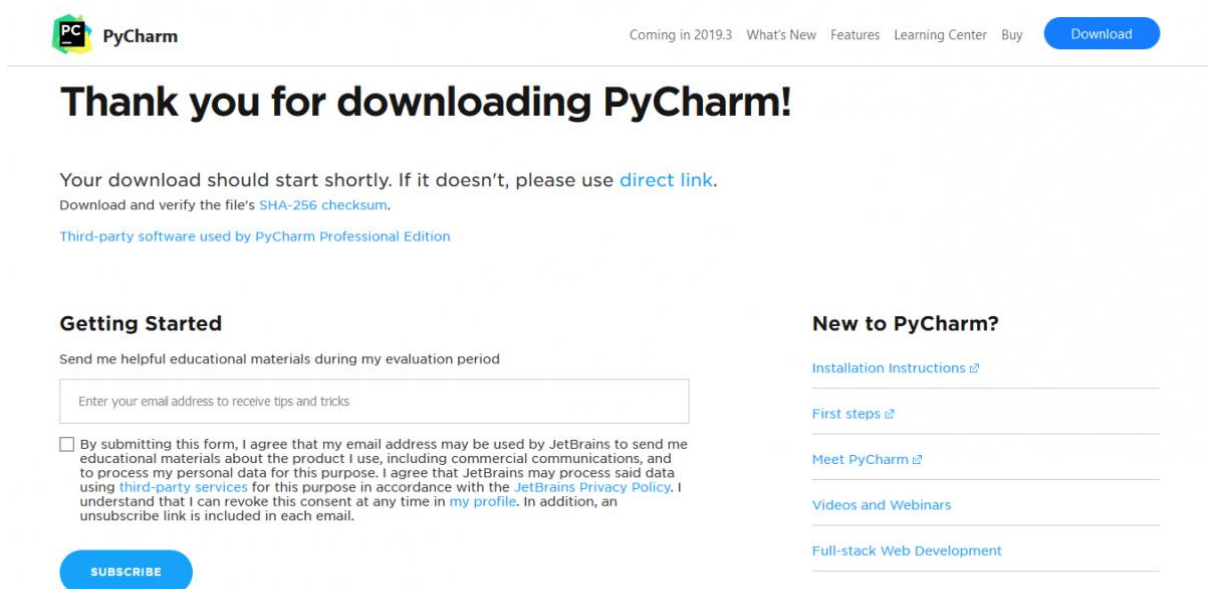 PC PyCharm
Coming in 2019.3 What's New Features Learning Center Buy Download
Thank you for downloading PyCharm!
Your download should start shortly. If it doesn't, please use direct link.
Download and verify the file's SHA-256 checksum.
Third-party software used by PyCharm Professional Edition
Getting Started
Send me helpful educational materials during my evaluation period
Enter your email address to receive tips and tricks
By submitting this form, I agree that my email address may be used by JetBrains to send me
educational materials about the product I use, including commercial communications, and
to process my personal data for this purpose. I agree that JetBrains may process said data
using third-party services for this purpose in accordance with the JetBrains Privacy Policy. I
understand that I can revoke this consent at any time in my profile. In addition, an
unsubscribe link is included in each email.
SUBSCRIBE
New to PyCharm?
Installation Instructions
First steps
Meet PyCharm
Videos and Webinars
Full-stack Web Development